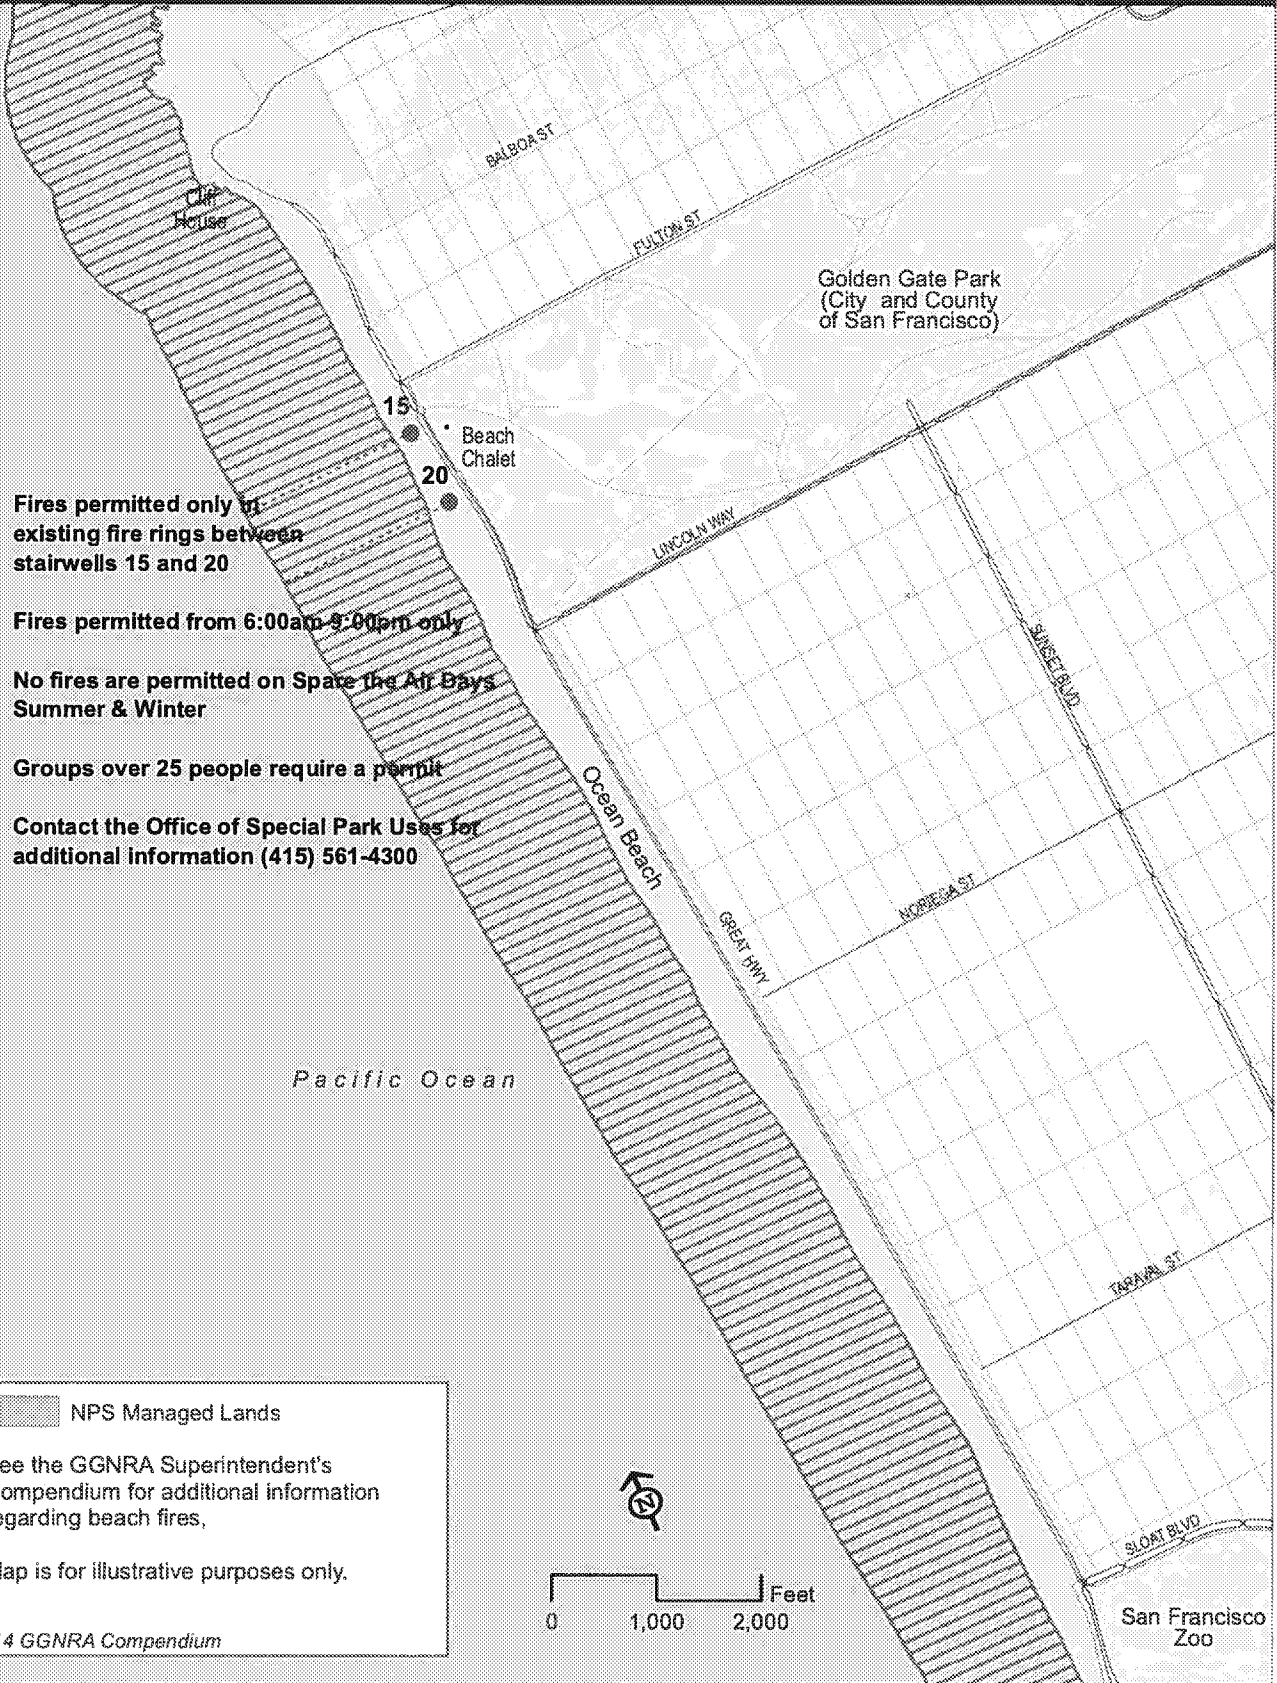 BALBOA ST
Cliff
House
FULTON ST
Golden Gate Park
(City and County
of San Francisco)
15
Beach
Chalet
20
Fires permitted only in
existing fire rings between
stairwells 15 and 20
LINCOLN WAY
Fires permitted from 6:00am-9:00pm only
SUNSET BLVD
No fires are permitted on Spare the Air Days
Summer & Winter
Groups over 25 people require a permit
Ocean Beach
Contact the Office of Special Park Uses for
additional information (415) 561-4300
NORIEGA ST
GREAT HWY
Pacific Ocean
TARAVAL ST
NPS Managed Lands
ee the GGNRA Superintendent's
ompendium for additional information
egarding beach fires.
ap is for illustrative purposes only.
4 GGNRA Compendium
N
Feet
0 1,000 2,000
SLOAT BLVD
San Francisco
Zoo